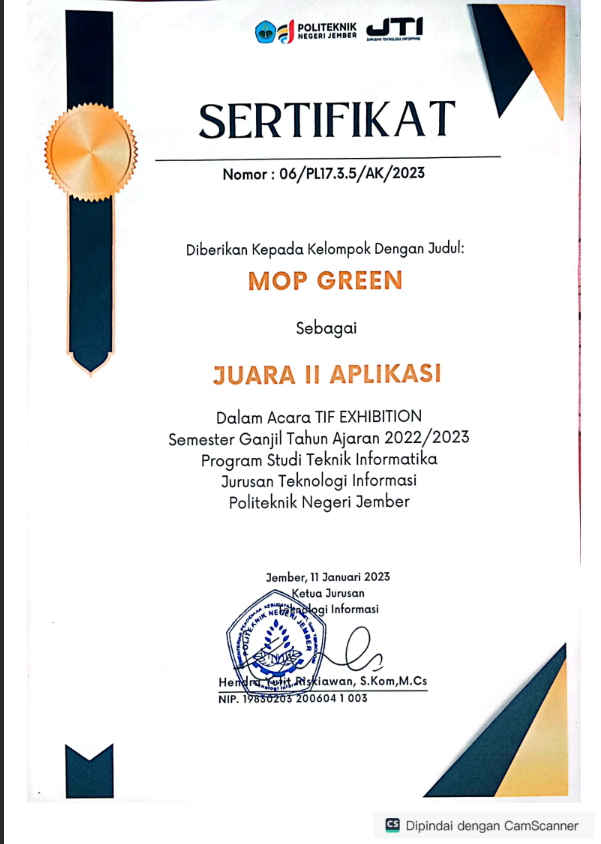 POLITEKNIK
NEGERI JEMBER
JTI
JURUSAN TEKNOLOGI INFORMASI
SERTIFIKAT
Nomor : 06/PL17.3.5/AK/2023
Diberikan Kepada Kelompok Dengan Judul:
MOP GREEN
Sebagai
JUARA II APLIKASI
Dalam Acara TIF EXHIBITION
Semester Ganjil Tahun Ajaran 2022/2023
Program Studi Teknik Informatika
Jurusan Teknologi Informasi
Politeknik Negeri Jember
Jember, 11 Januari 2023
Ketua Jurusan
Teknologi Informasi
POLITEKNIK NEGERI JEMBER
Hendra Yufit Riskiawan, S.Kom,M.Cs
NIP. 19830203 200604 1 003
CS Dipindai dengan CamScanner